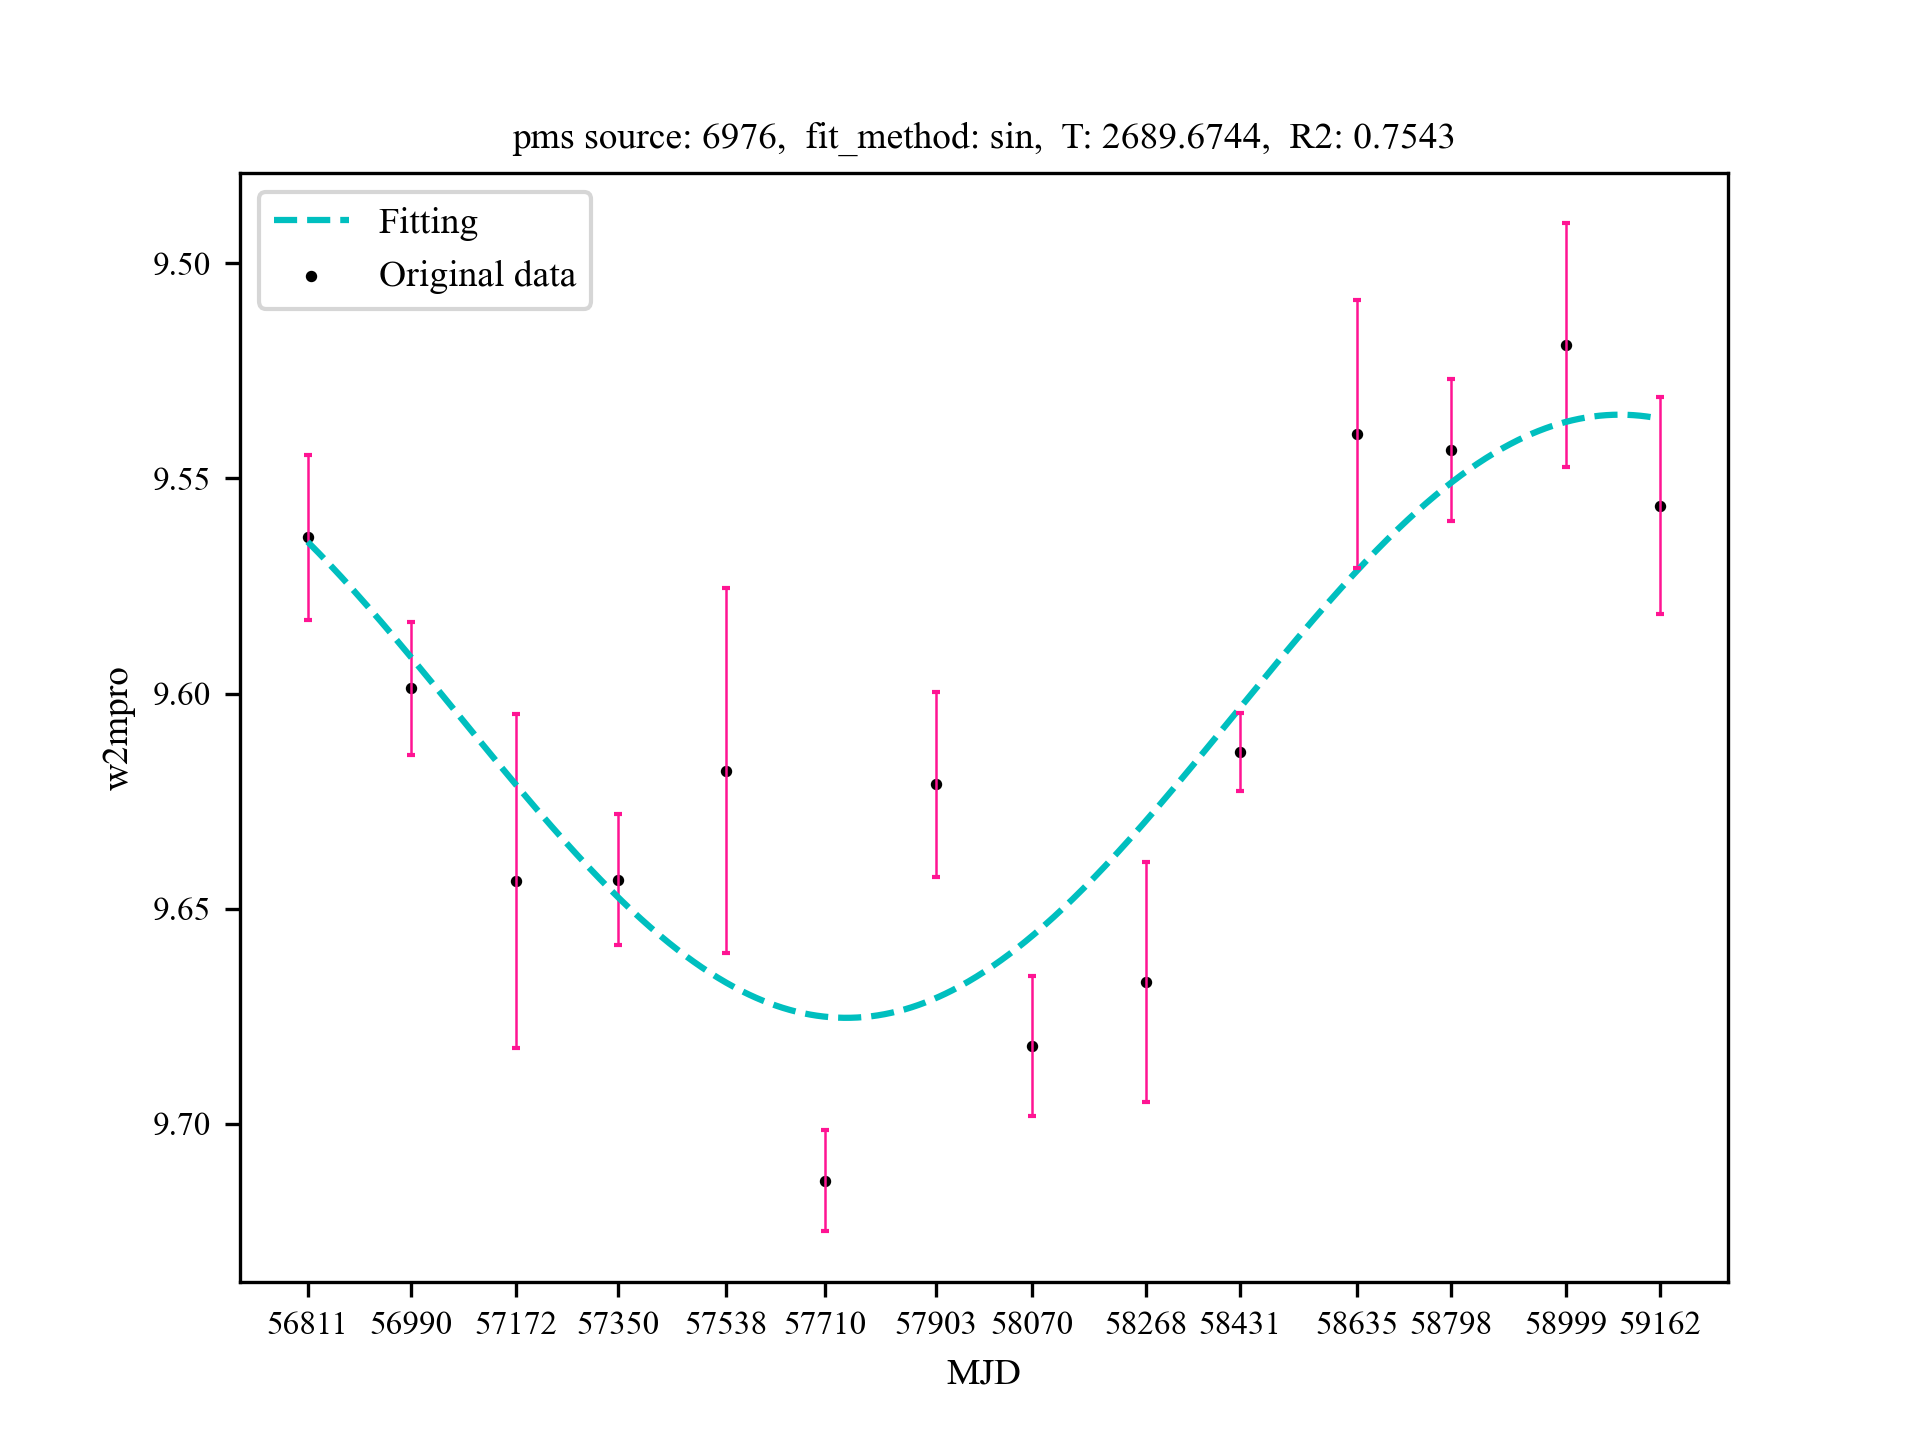 pms source: 6976,  fit_method: sin,  T: 2689.6744,  R2: 0.7543
Fitting
Original data
9.50
9.55
9.60
9.65
9.70
w2mpro
56811 56990 57172 57350 57538 57710 57903 58070 58268 58431 58635 58798 58999 59162
MJD